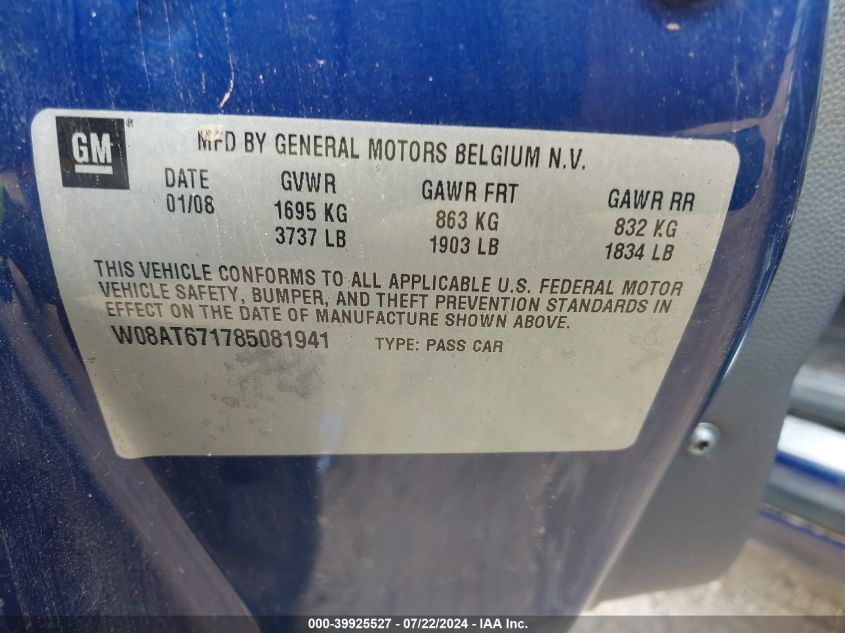 GM®
MFD BY GENERAL MOTORS BELGIUM N.V.
DATE GVWR GAWR FRT GAWR RR
01/08 1695 KG 863 KG 832 KG
3737 LB 1903 LB 1834 LB
THIS VEHICLE CONFORMS TO ALL APPLICABLE U.S. FEDERAL MOTOR
VEHICLE SAFETY, BUMPER, AND THEFT PREVENTION STANDARDS IN
EFFECT ON THE DATE OF MANUFACTURE SHOWN ABOVE.
W08AT671785081941 TYPE: PASS CAR
000-39925527 - 07/22/2024 - IAA Inc.